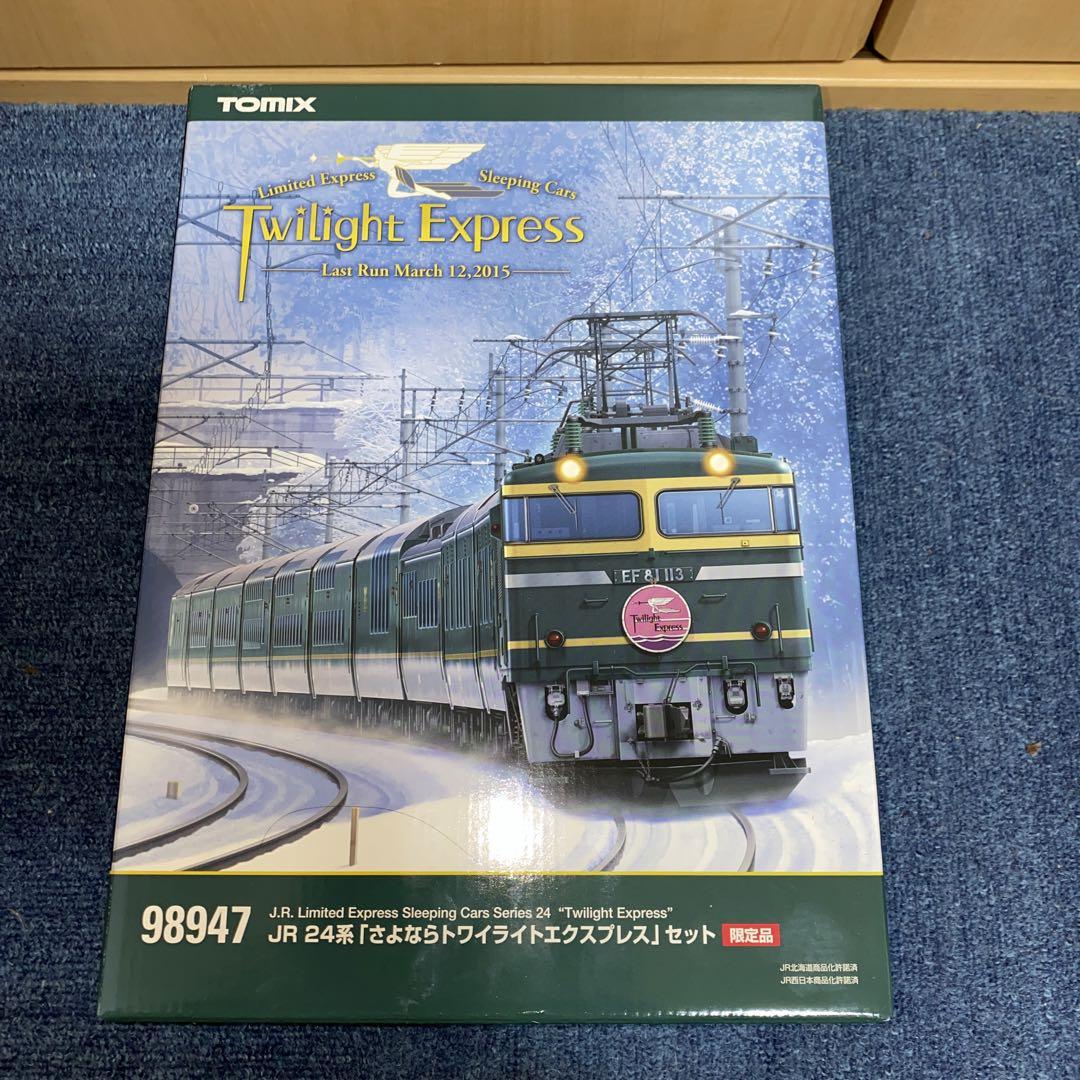 TOMIX
Limited Express Sleeping Cars
Twilight Express
Last Run March 12,2015
EF 81 113
Twilight
Express
98947
J.R. Limited Express Sleeping Cars Series 24 "Twilight Express"
JR 24系「さよならトワイライトエクスプレス」セット 限定品
JR北海道商品化許諾済
JR西日本商品化許諾済